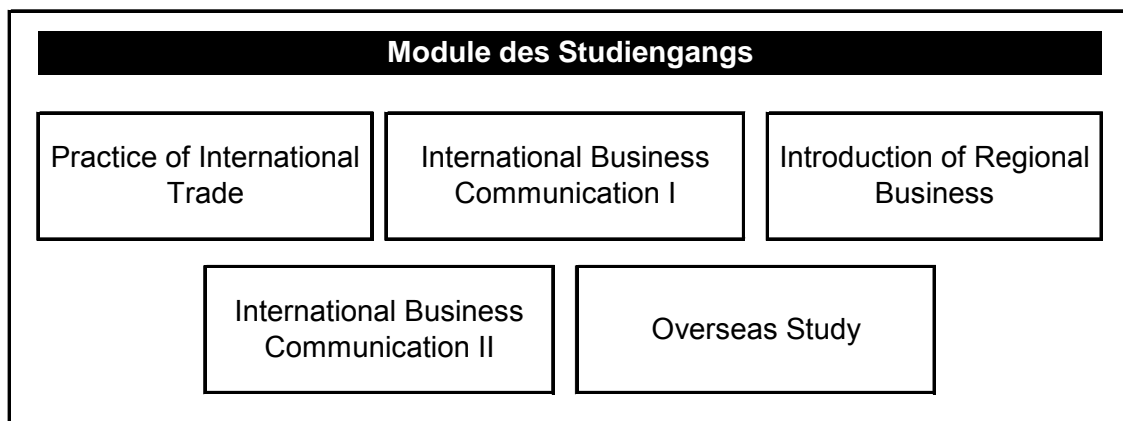 Module des Studiengangs
Practice of International
Trade
International Business
Communication I
Introduction of Regional
Business
International Business
Communication II
Overseas Study